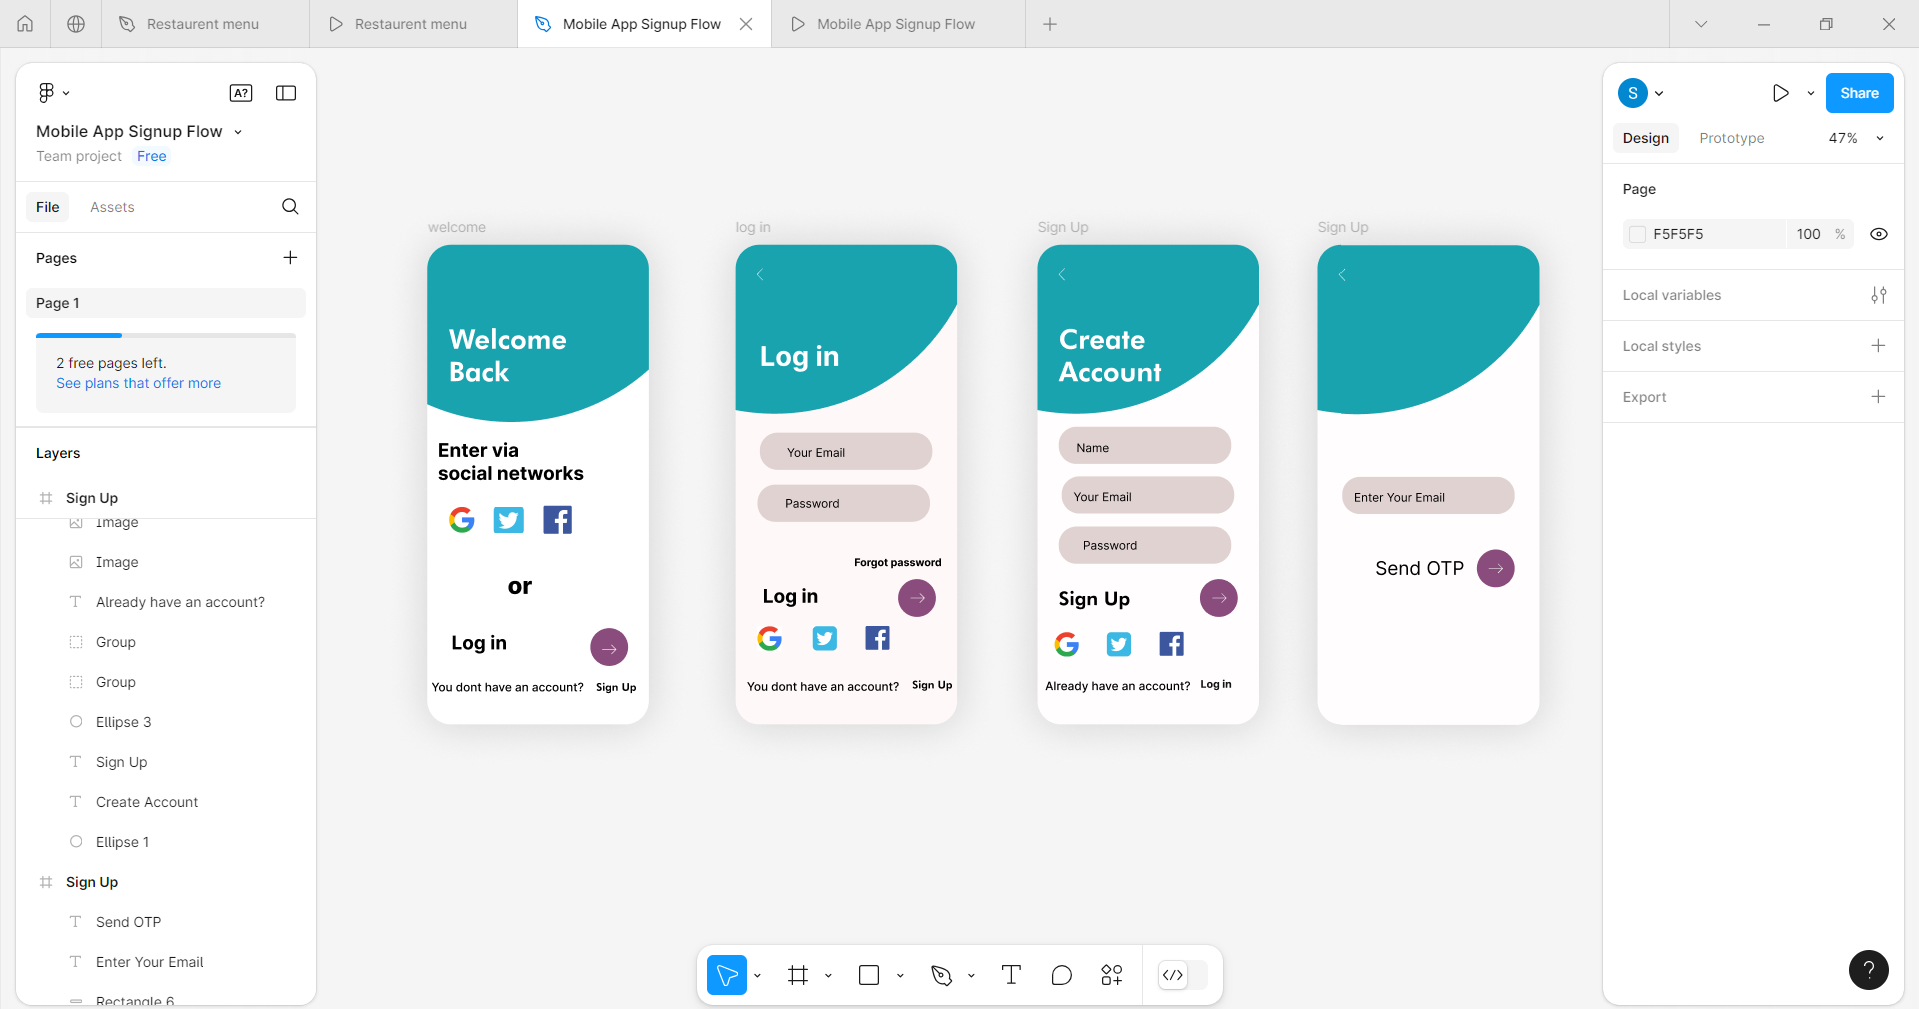 Restaurent menu
Restaurent menu
Mobile App Signup Flow
Mobile App Signup Flow
A?
Mobile App Signup Flow
Team project Free
File Assets
Pages
Page 1
2 free pages left.
See plans that offer more
Layers
Sign Up
Image
Image
Already have an account?
Group
Group
Ellipse 3
Sign Up
Create Account
Ellipse 1
Sign Up
Send OTP
Enter Your Email
Rectangle 6
welcome
Welcome
Back
Enter via
social networks
or
Log in
You dont have an account? Sign Up
log in
Log in
Your Email
Password
Forgot password
Log in
You dont have an account? Sign Up
Sign Up
Create
Account
Name
Your Email
Password
Sign Up
Already have an account? Log in
Sign Up
Enter Your Email
Send OTP
S
Share
Design Prototype 47%
Page
F5F5F5 100 %
Local variables
Local styles
Export
?